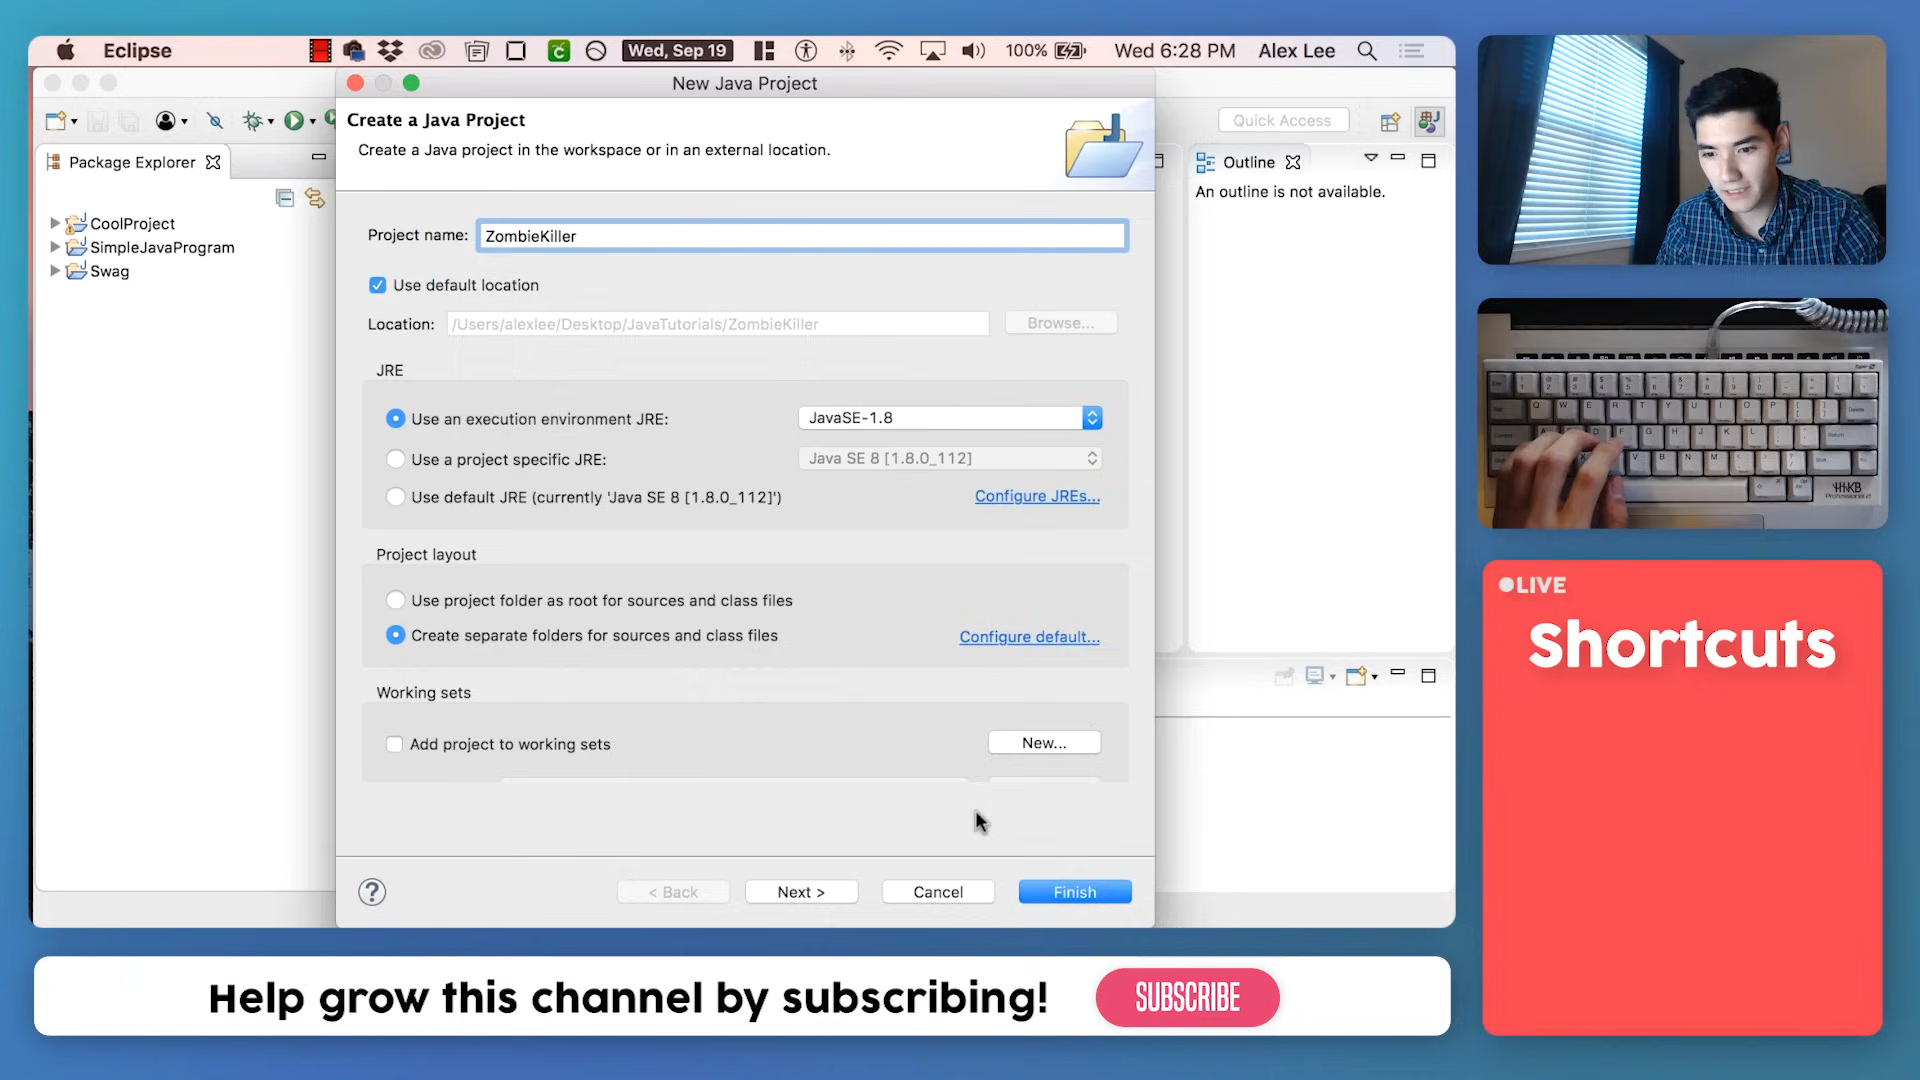 Eclipse
Wed, Sep 19
100%
Wed 6:28 PM
Alex Lee
New Java Project
Create a Java Project
Create a Java project in the workspace or in an external location.
Quick Access
Package Explorer
Outline
An outline is not available.
CoolProject
SimpleJavaProgram
Swag
Project name:
ZombieKiller
Use default location
Location:
/Users/alexlee/Desktop/JavaTutorials/ZombieKiller
Browse...
JRE
Use an execution environment JRE:
JavaSE-1.8
Use a project specific JRE:
Java SE 8 [1.8.0_112]
Use default JRE (currently 'Java SE 8 [1.8.0_112]')
Configure JREs...
Project layout
Use project folder as root for sources and class files
Create separate folders for sources and class files
Configure default...
Working sets
Add project to working sets
New...
< Back
Next >
Cancel
Finish
HHKB
Professional
LIVE
Shortcuts
Help grow this channel by subscribing!
SUBSCRIBE